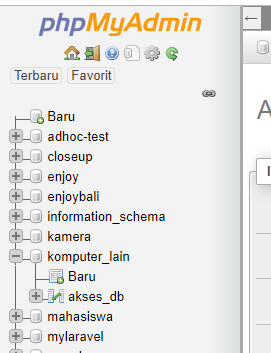 phpMyAdmin
Terbaru Favorit
Baru
adhoc-test
closeup
enjoy
enjoybali
information_schema
kamera
komputer_lain
Baru
akses_db
mahasiswa
mylaravel